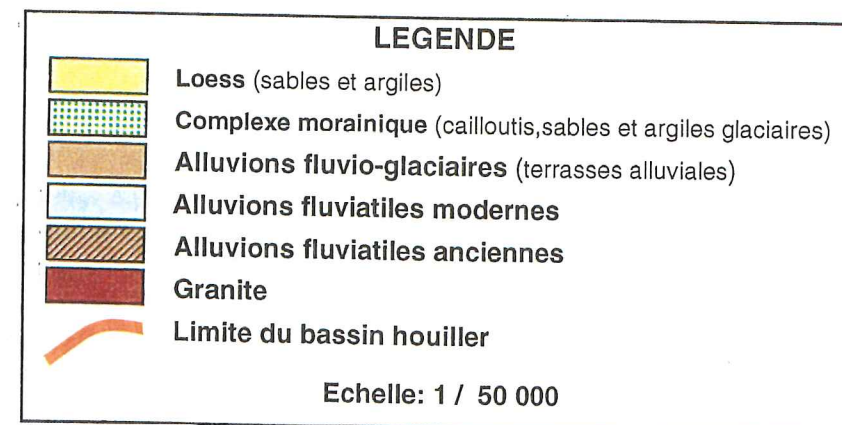 LEGENDE
Loess (sables et argiles)
Complexe morainique (cailloutis,sables et argiles glaciaires)
Alluvions fluvio-glaciaires (terrasses alluviales)
Alluvions fluviatiles modernes
Alluvions fluviatiles anciennes
Granite
Limite du bassin houiller
Echelle: 1 / 50 000